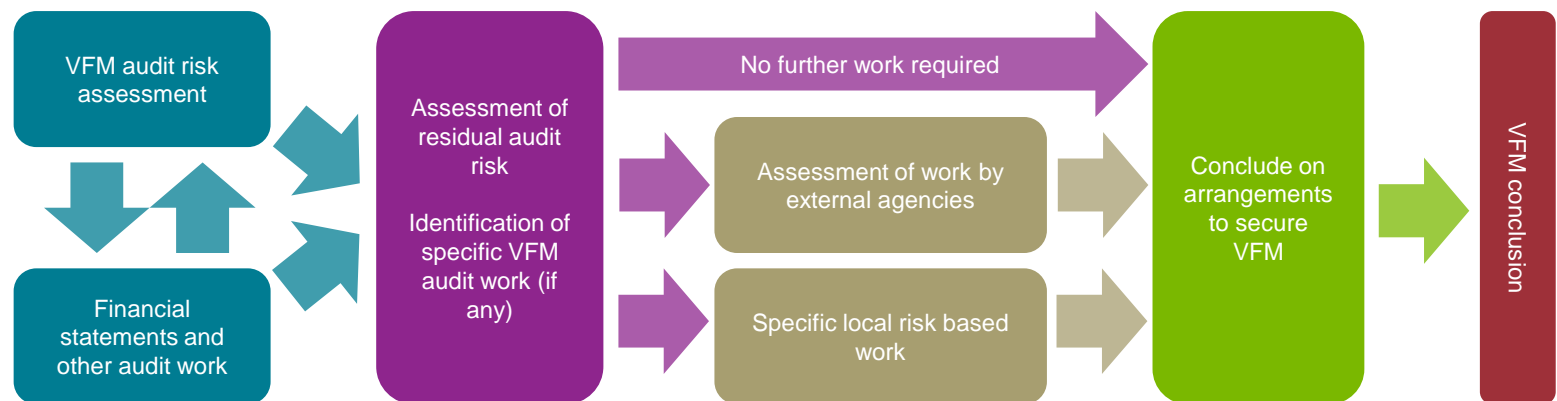 VFM audit risk
assessment
Financial
statements and
other audit work
Assessment of
residual audit
risk
Identification of
specific VFM
audit work (if
any)
No further work required
Assessment of work by
external agencies
Specific local risk based
work
Conclude on
arrangements
to secure
VFM
VFM conclusion